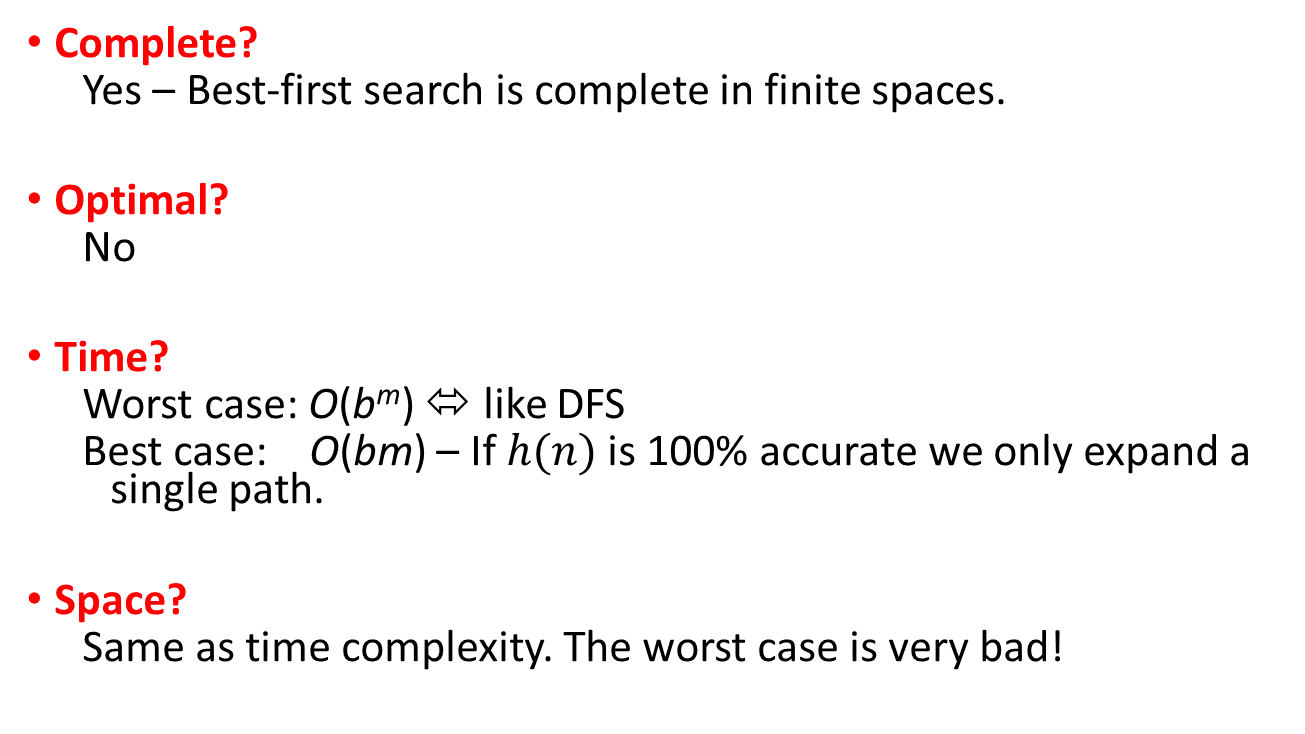 • Complete?
Yes – Best-first search is complete in finite spaces.
• Optimal?
No
• Time?
Worst case: O(bᵐ) ⬄ like DFS
Best case: O(bm) – If ℎ(𝑛) is 100% accurate we only expand a
single path.
• Space?
Same as time complexity. The worst case is very bad!